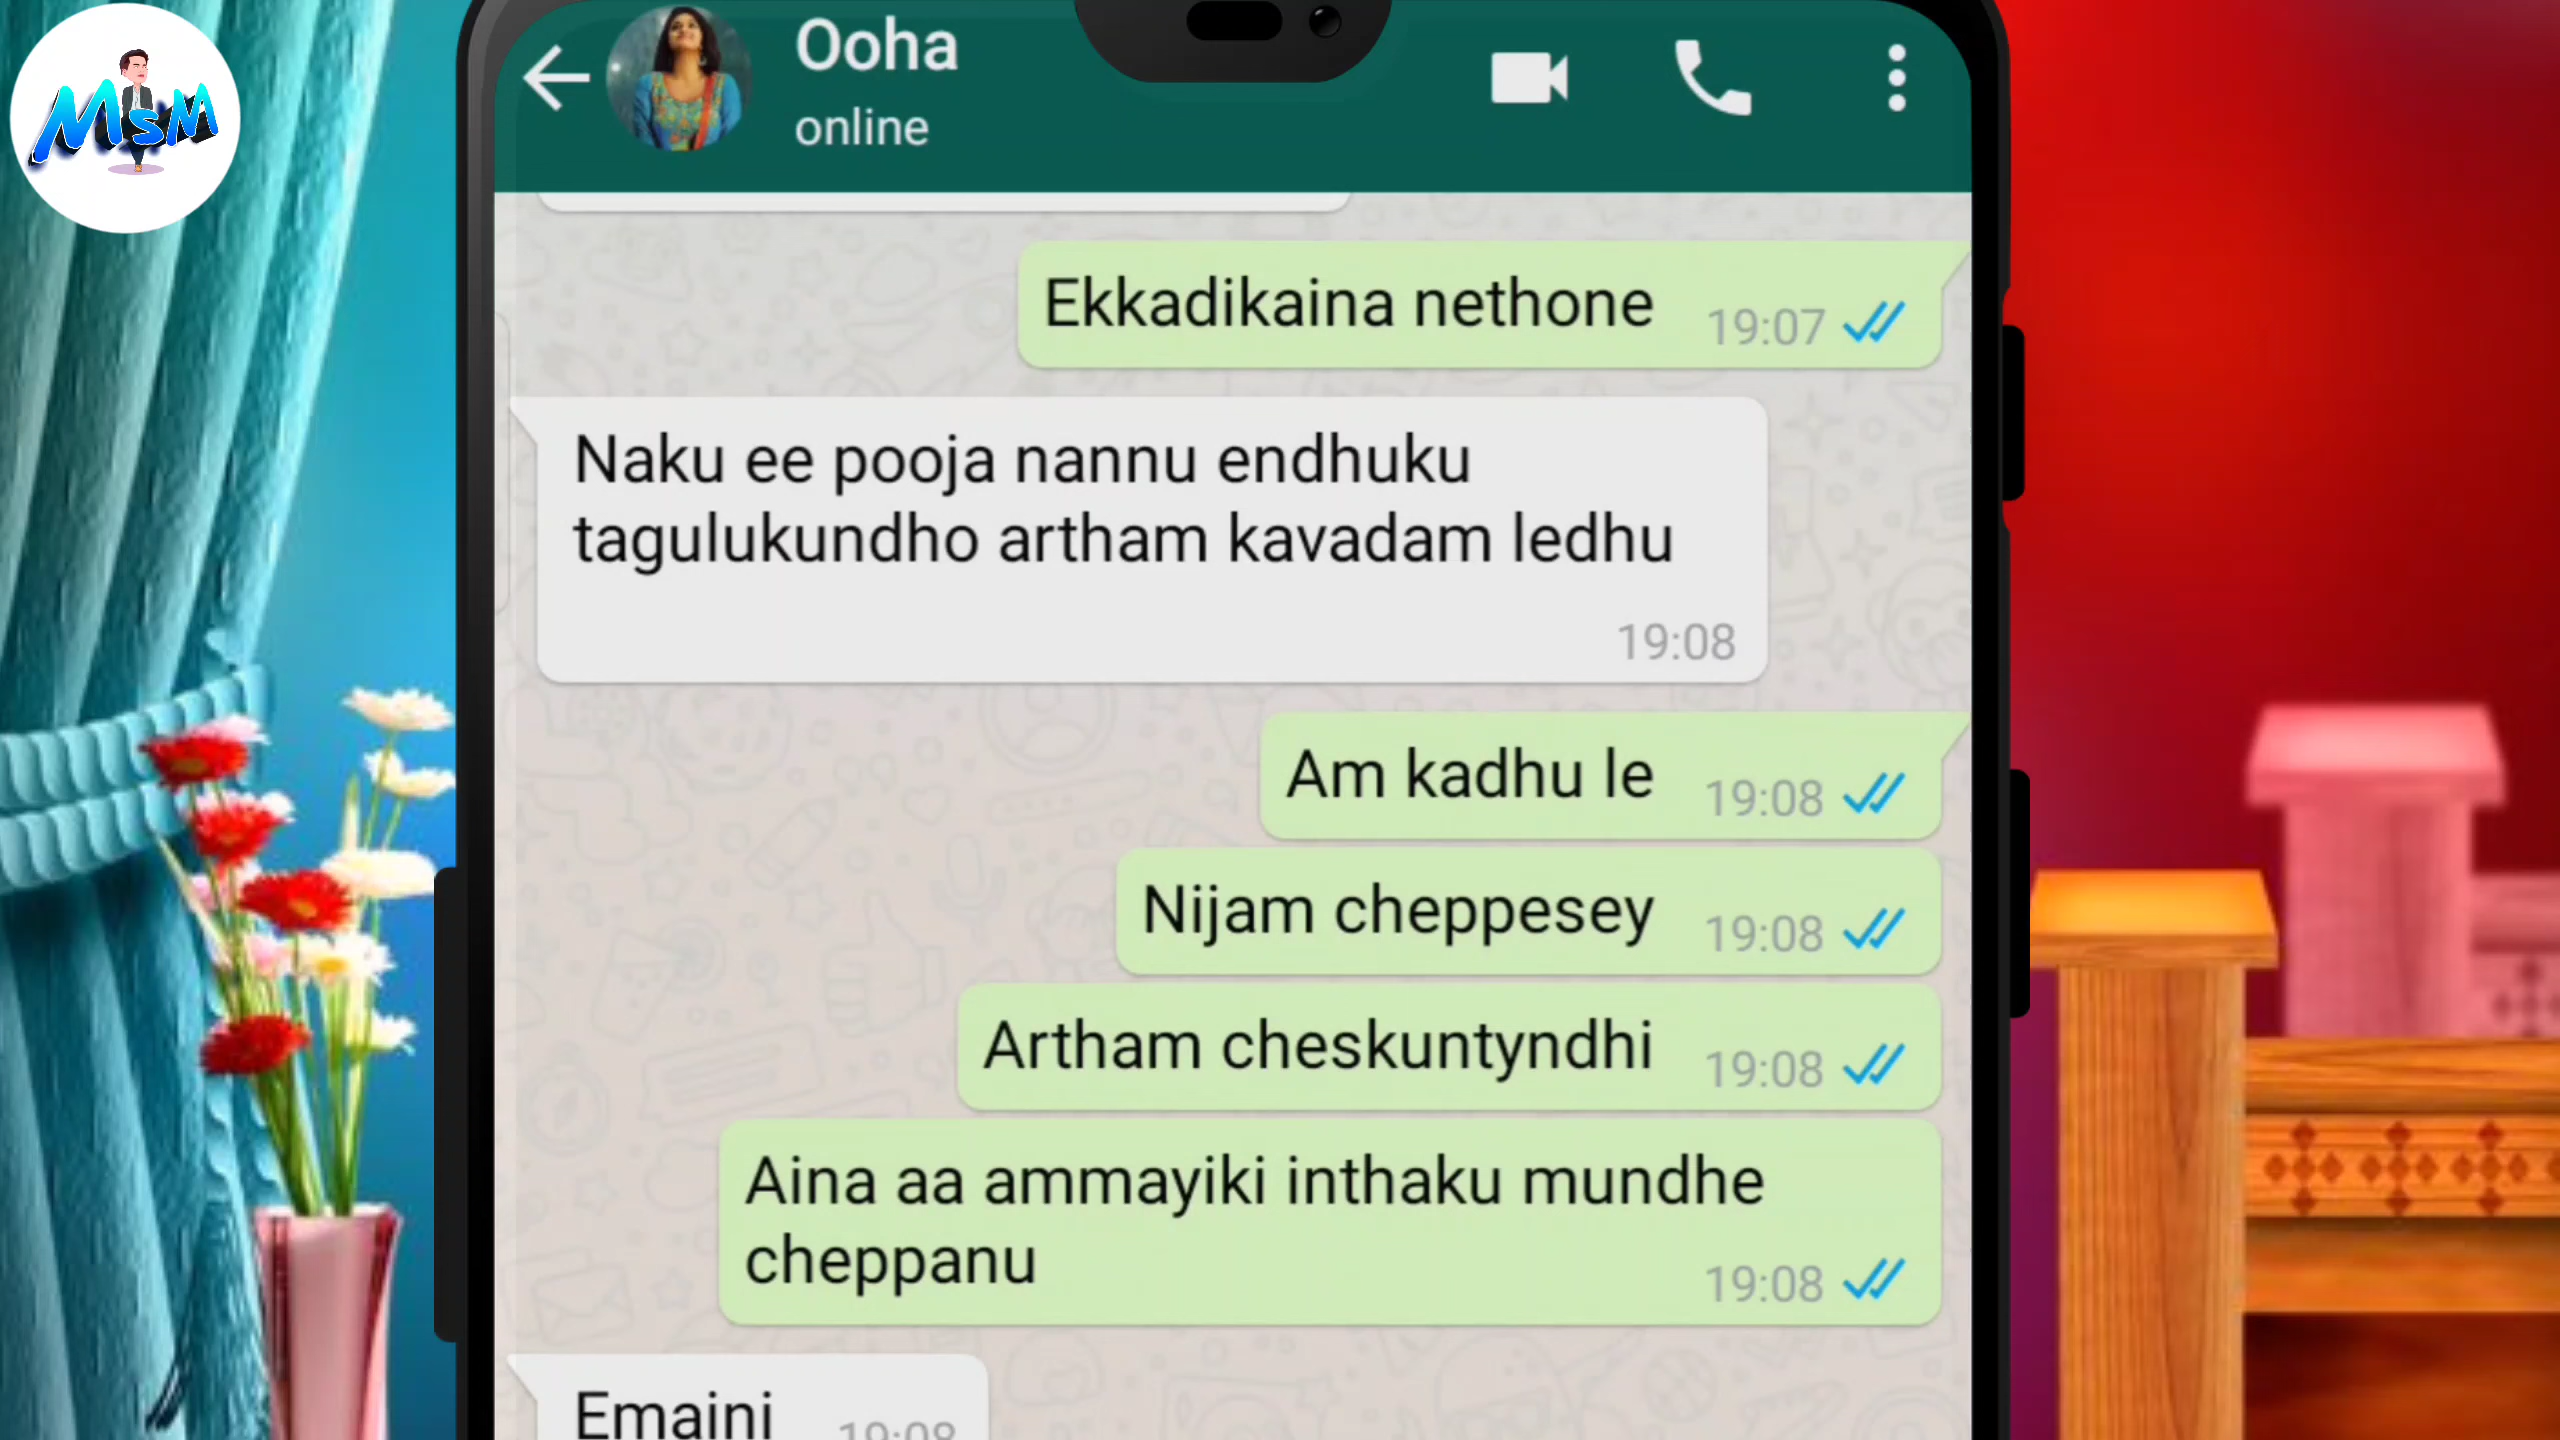 MsM
Ooha
online
Ekkadikaina nethone 19:07
Naku ee pooja nannu endhuku
tagulukundho artham kavadam ledhu
19:08
Am kadhu le 19:08
Nijam cheppesey 19:08
Artham cheskuntyndhi 19:08
Aina aa ammayiki inthaku mundhe
cheppanu 19:08
Emaini 19:08